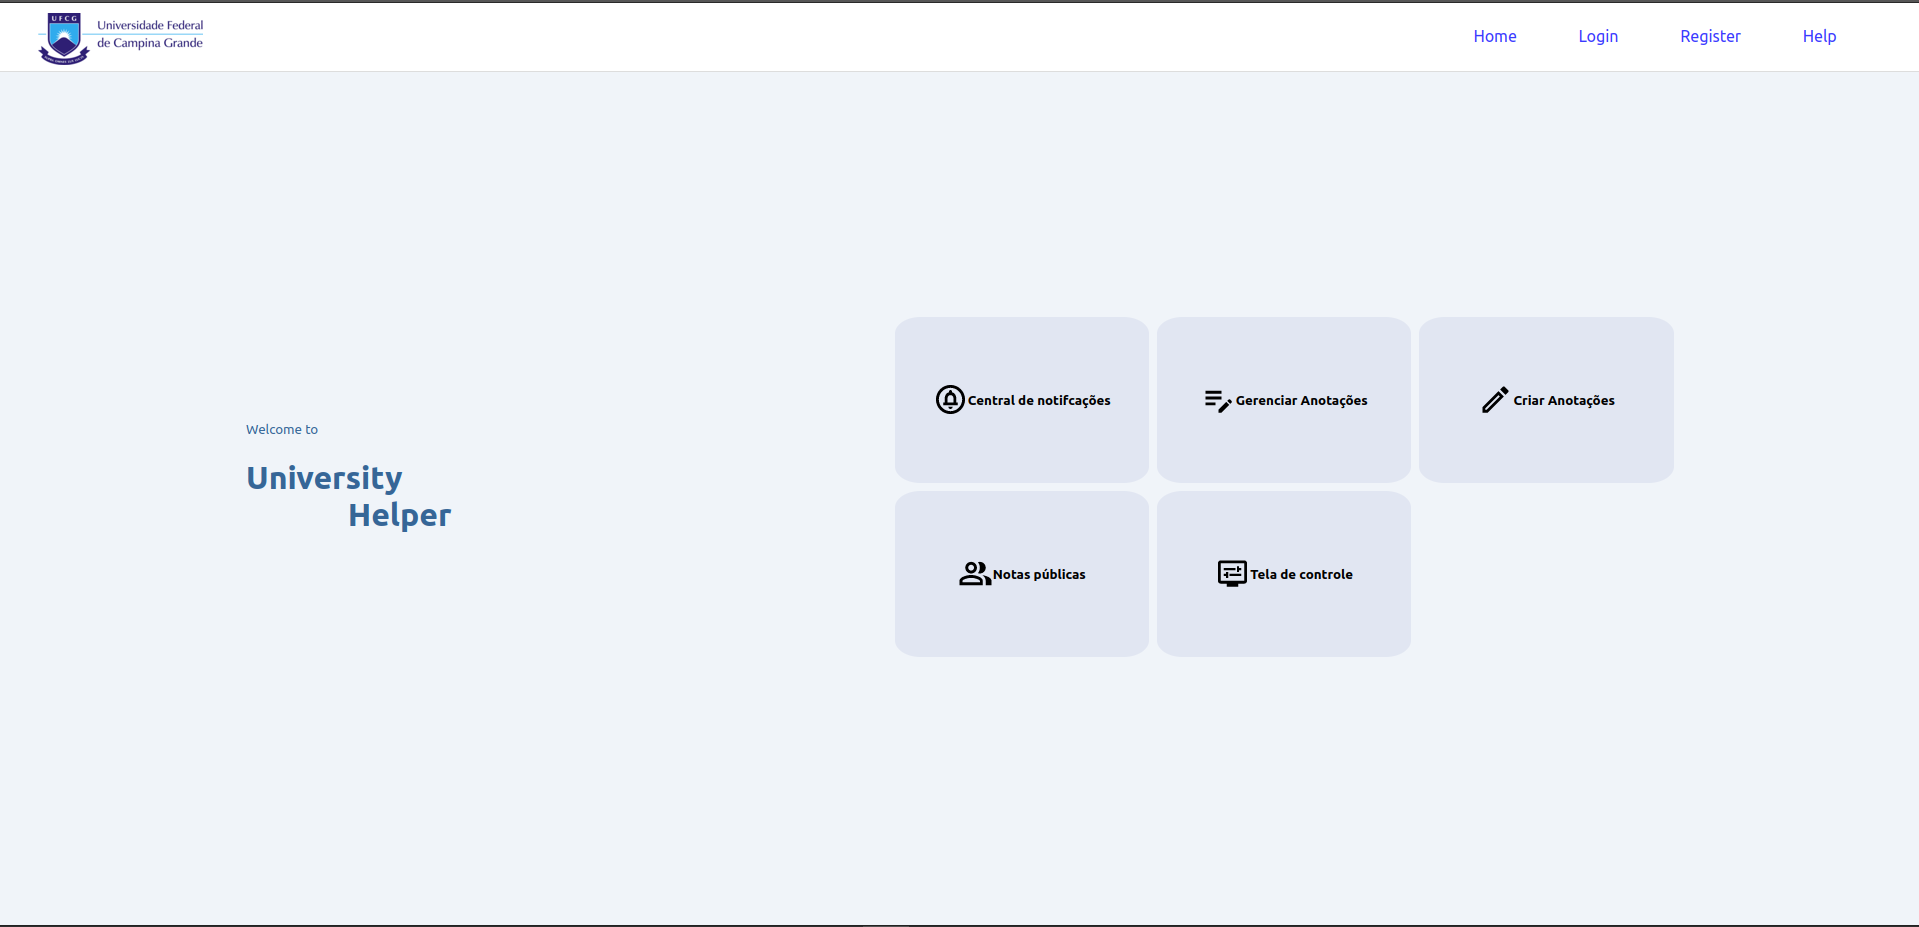 UFCG
Universidade Federal
de Campina Grande
Home
Login
Register
Help
Welcome to
University
Helper
Central de notifcações
Gerenciar Anotações
Criar Anotações
Notas públicas
Tela de controle